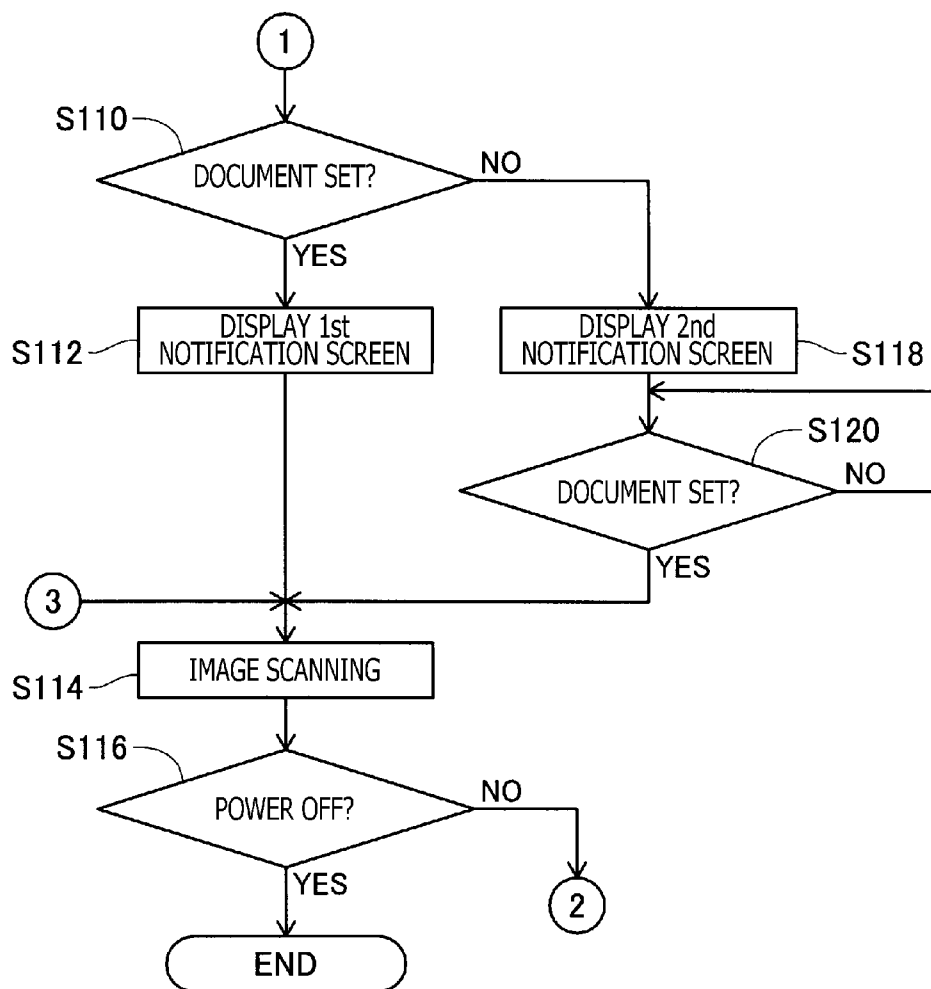 1
S110
DOCUMENT SET?
NO
YES
S112
DISPLAY 1st
NOTIFICATION SCREEN
DISPLAY 2nd
NOTIFICATION SCREEN
S118
S120
DOCUMENT SET?
NO
YES
3
S114
IMAGE SCANNING
S116
POWER OFF?
NO
YES
2
END